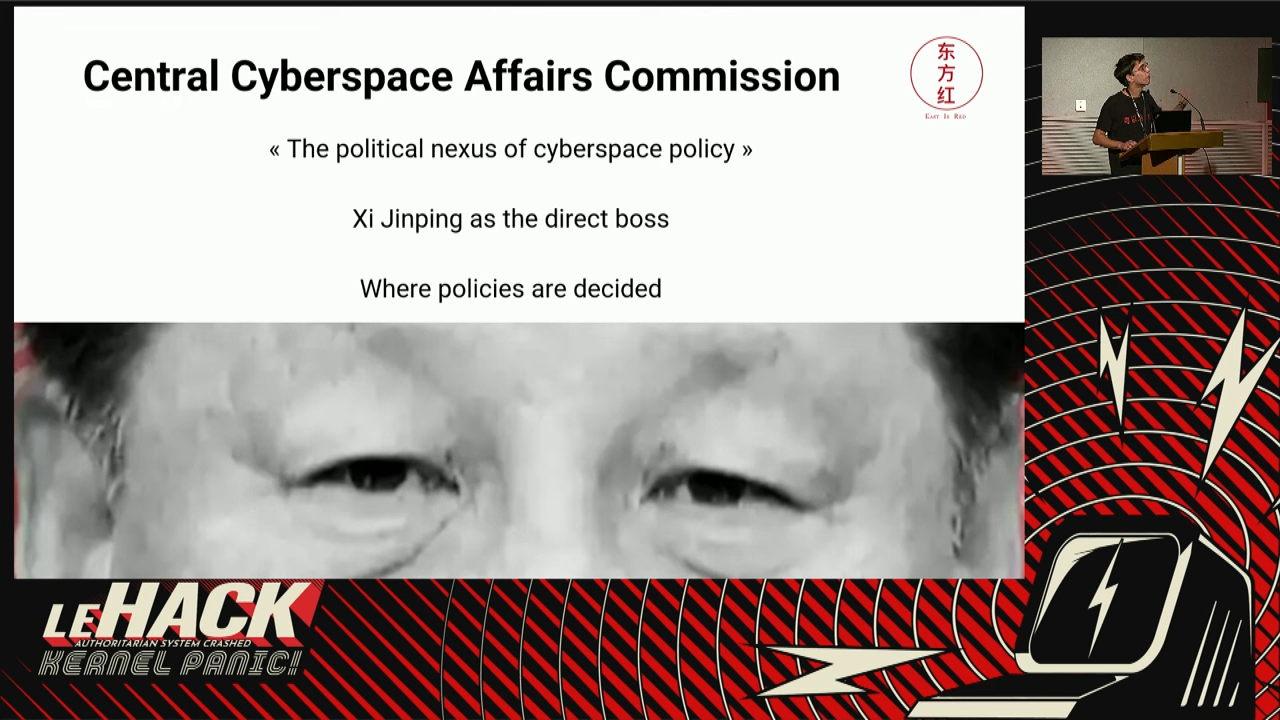 Central Cyberspace Affairs Commission
东
方
红
EAST IS RED
« The political nexus of cyberspace policy »
Xi Jinping as the direct boss
Where policies are decided
LEHACK
AUTHORITARIAN SYSTEM CRASHED
KERNEL PANIC!